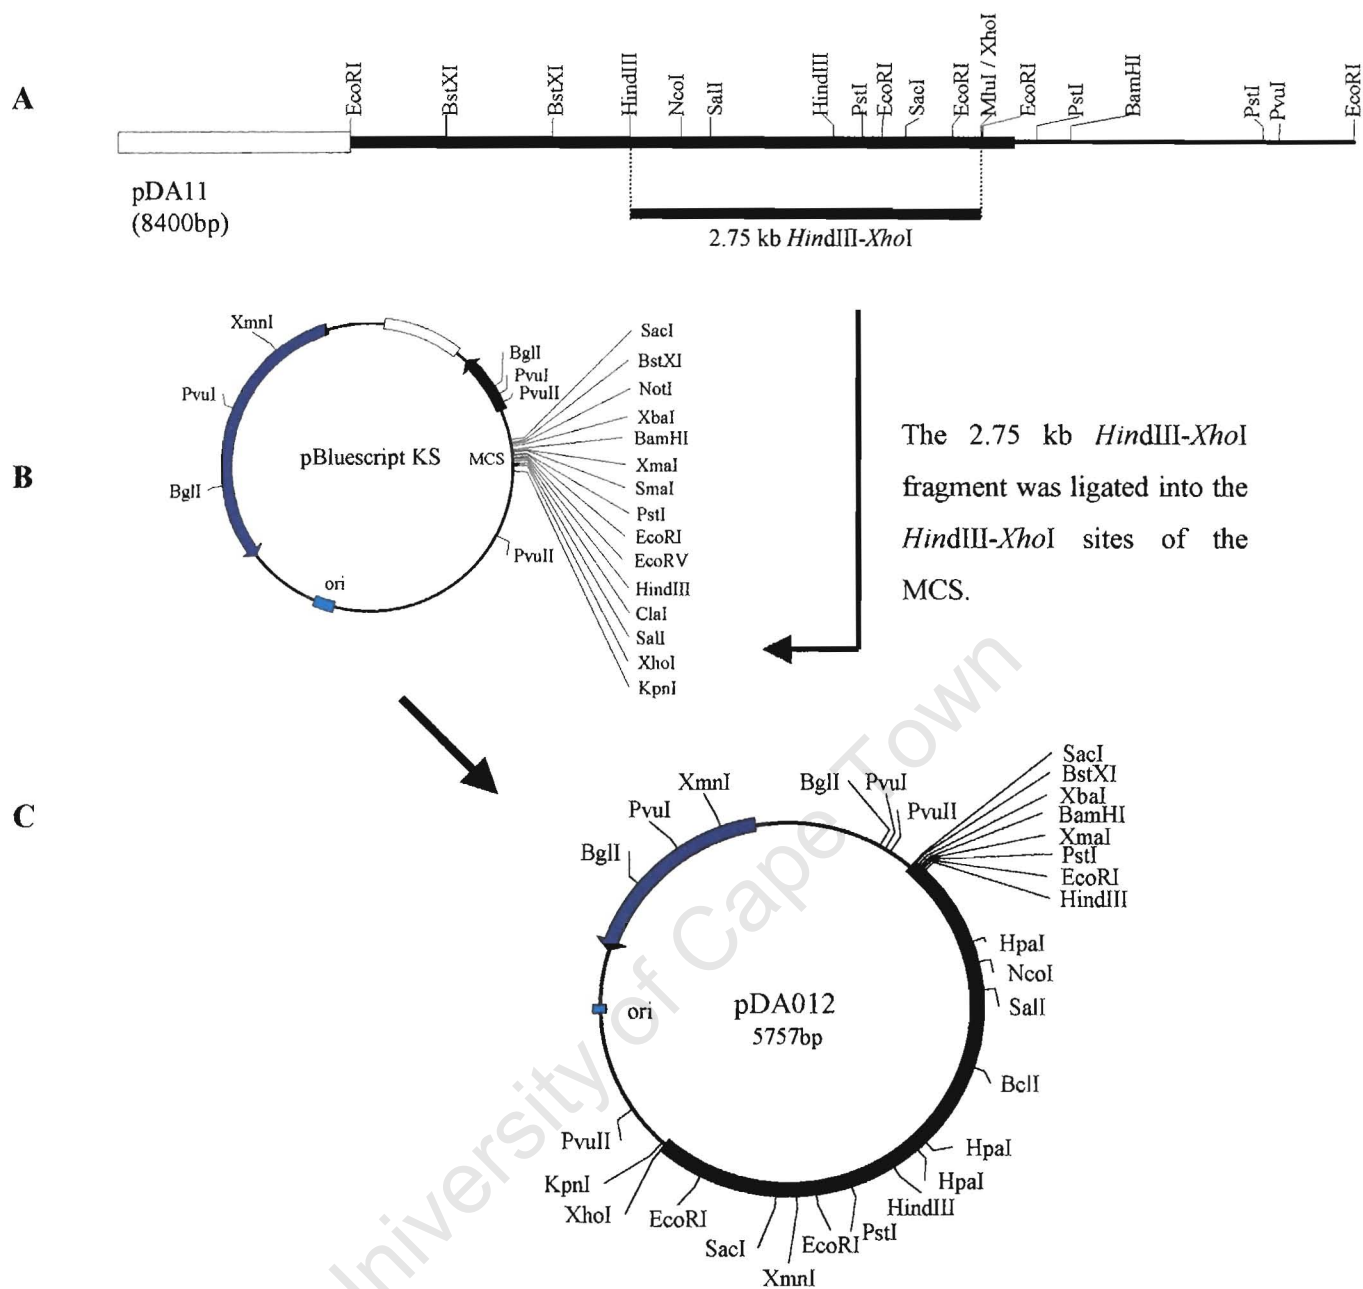 A
EcoRI
BstXI
BstXI
HindIII
NcoI
SalI
HindIII
PstI
EcoRI
SacI
EcoRI
MluI / XhoI
EcoRI
PstI
BamHI
PstI
PvuI
EcoRI
pDA11
(8400bp)
2.75 kb HindIII-XhoI
B
XmnI
PvuI
BglI
ori
pBluescript KS
MCS
BglI
PvuI
PvuII
PvuII
SacI
BstXI
NotI
XbaI
BamHI
XmaI
SmaI
PstI
EcoRI
EcoRV
HindIII
ClaI
SalI
XhoI
KpnI
The 2.75 kb HindIII-XhoI
fragment was ligated into the
HindIII-XhoI sites of the
MCS.
C
XmnI
PvuI
BglI
BglI
PvuI
PvuII
SacI
BstXI
XbaI
BamHI
XmaI
PstI
EcoRI
HindIII
HpaI
NcoI
SalI
BclI
HpaI
HpaI
HindIII
PstI
EcoRI
XmnI
SacI
EcoRI
XhoI
KpnI
PvuII
ori
pDA012
5757bp
University of Cape Town